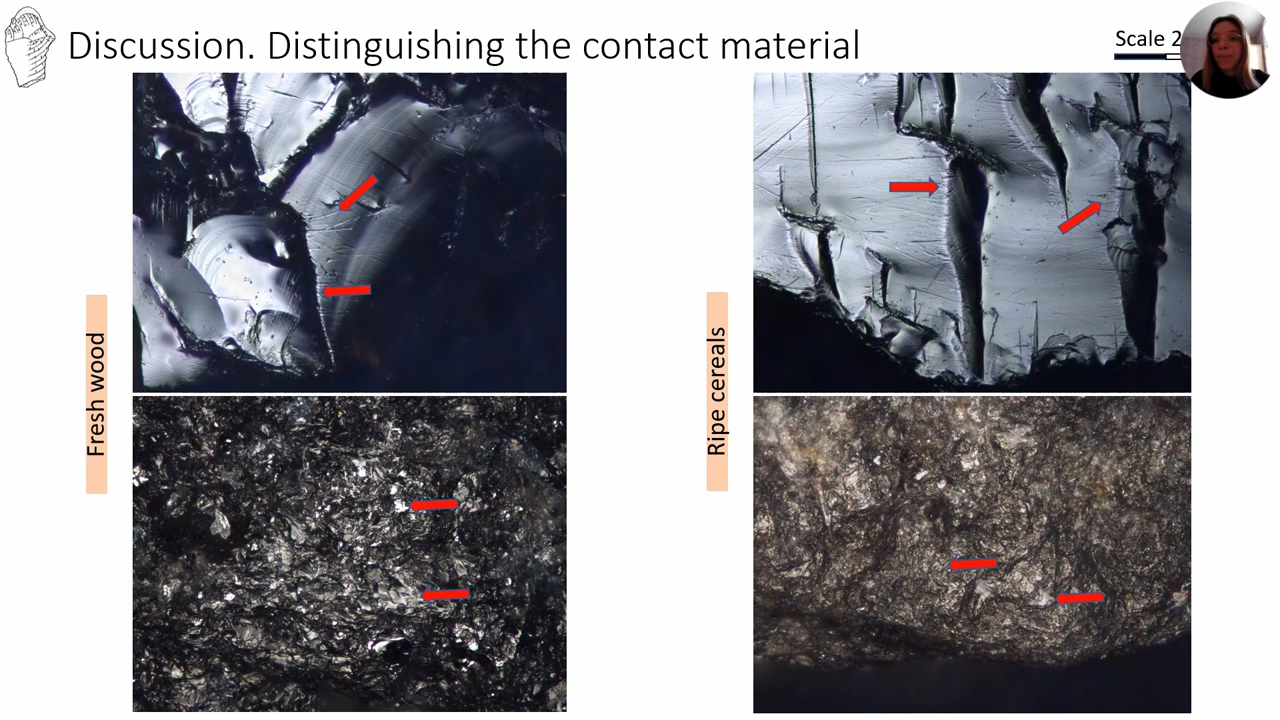 Discussion. Distinguishing the contact material
Scale 2
Fresh wood
Ripe cereals